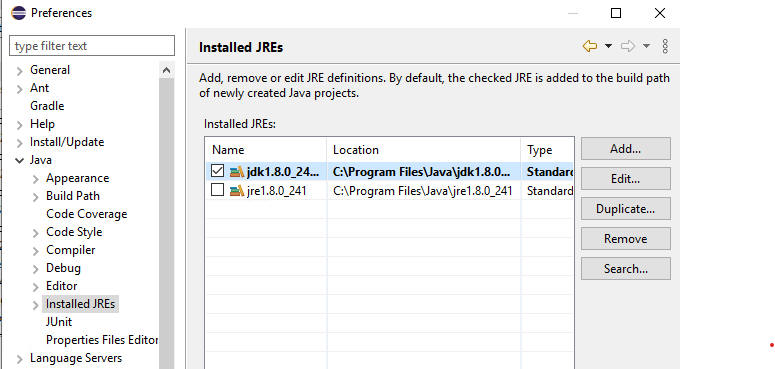 Preferences
type filter text
General
Ant
Gradle
Help
Install/Update
Java
Appearance
Build Path
Code Coverage
Code Style
Compiler
Debug
Editor
Installed JREs
JUnit
Properties Files Editor
Language Servers
Installed JREs
Add, remove or edit JRE definitions. By default, the checked JRE is added to the build path
of newly created Java projects.
Installed JREs:
Name Location Type
jdk1.8.0_24... C:\Program Files\Java\jdk1.8.0... Standard
jre1.8.0_241 C:\Program Files\Java\jre1.8.0_241 Standard
Add...
Edit...
Duplicate...
Remove
Search...